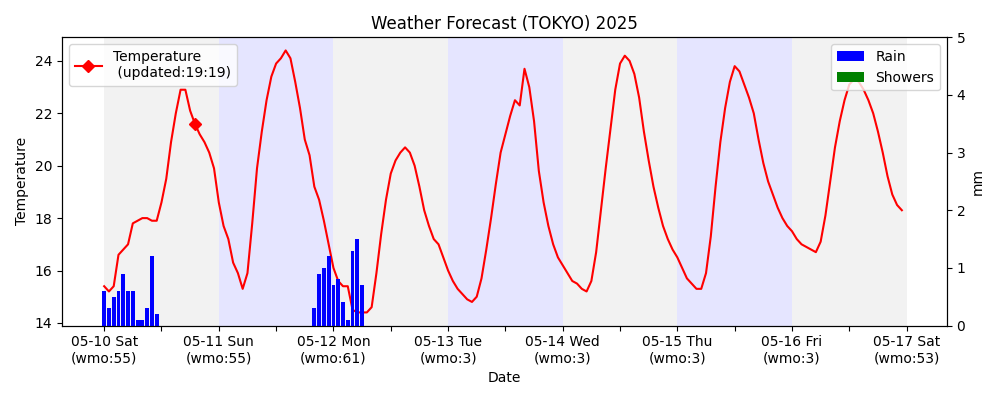 Weather Forecast (TOKYO) 2025
Temperature
(updated:19:19)
Rain
Showers
Temperature
24
22
20
18
16
14
5
4
3
2
1
0
mm
05-10 Sat
(wmo:55)
05-11 Sun
(wmo:55)
05-12 Mon
(wmo:61)
05-13 Tue
(wmo:3)
05-14 Wed
(wmo:3)
05-15 Thu
(wmo:3)
05-16 Fri
(wmo:3)
05-17 Sat
(wmo:53)
Date